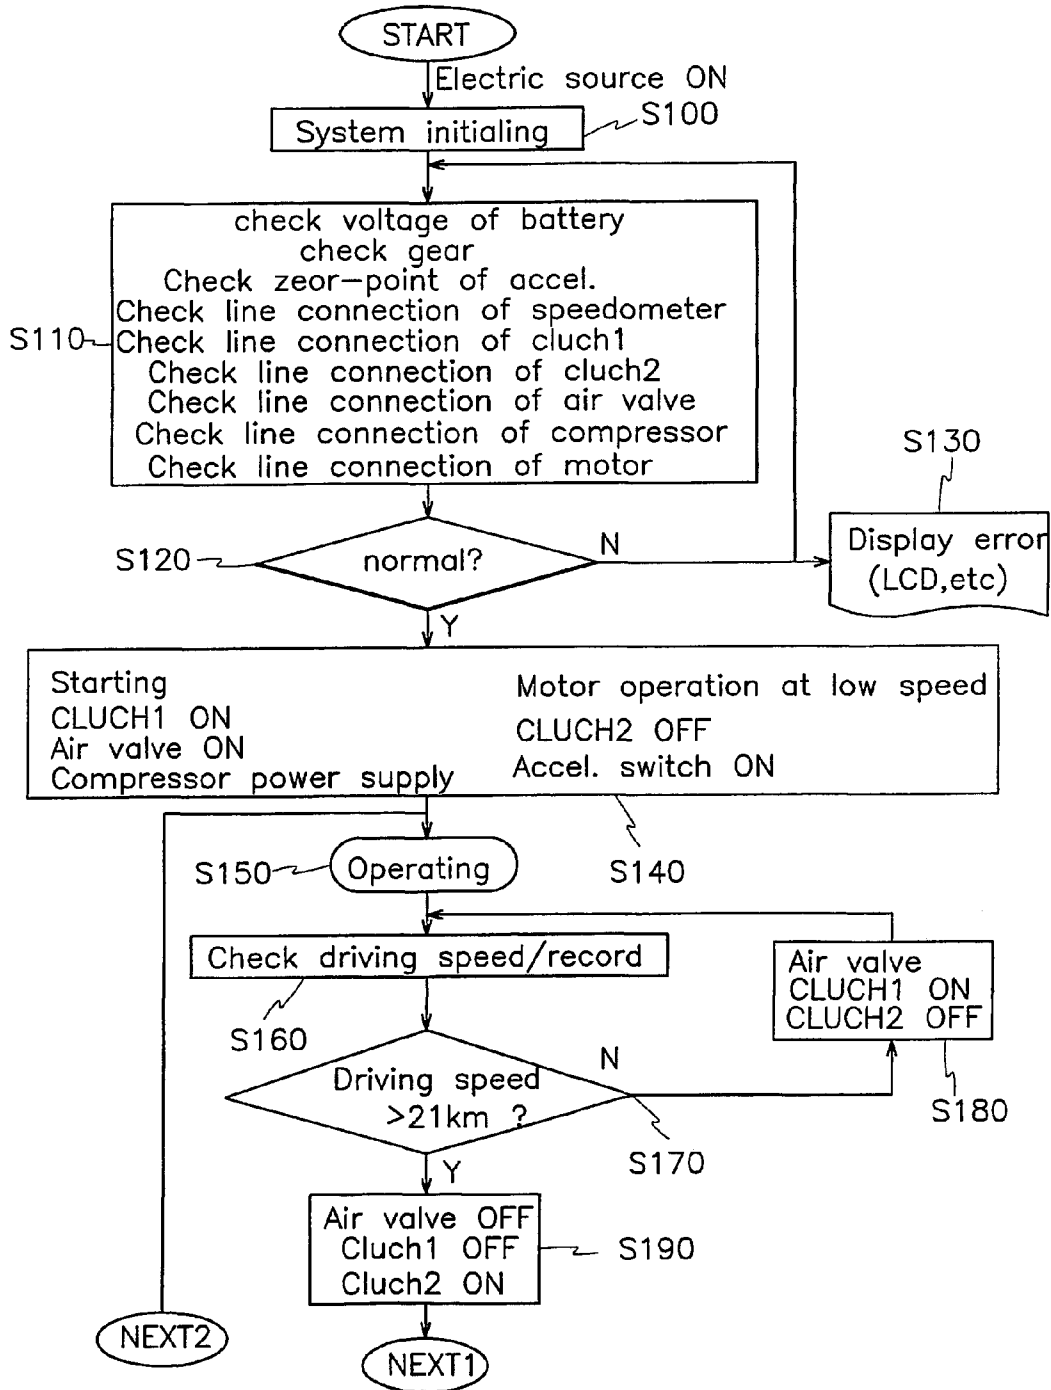 START
Electric source ON
System initialing
S100
check voltage of battery
check gear
Check zeor-point of accel.
Check line connection of speedometer
Check line connection of cluch1
Check line connection of cluch2
Check line connection of air valve
Check line connection of compressor
Check line connection of motor
S110
S120
normal?
N
S130
Display error
(LCD,etc)
Y
Starting
CLUCH1 ON
Air valve ON
Compressor power supply
Motor operation at low speed
CLUCH2 OFF
Accel. switch ON
S140
S150
Operating
Check driving speed/record
S160
Air valve
CLUCH1 ON
CLUCH2 OFF
S180
Driving speed
>21km ?
N
S170
Y
Air valve OFF
Cluch1 OFF
Cluch2 ON
S190
NEXT2
NEXT1